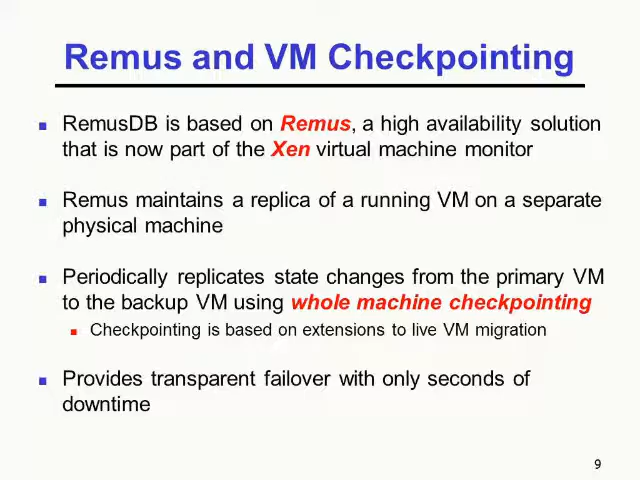 Remus and VM Checkpointing
RemusDB is based on Remus, a high availability solution
that is now part of the Xen virtual machine monitor
Remus maintains a replica of a running VM on a separate
physical machine
Periodically replicates state changes from the primary VM
to the backup VM using whole machine checkpointing
Checkpointing is based on extensions to live VM migration
Provides transparent failover with only seconds of
downtime
9